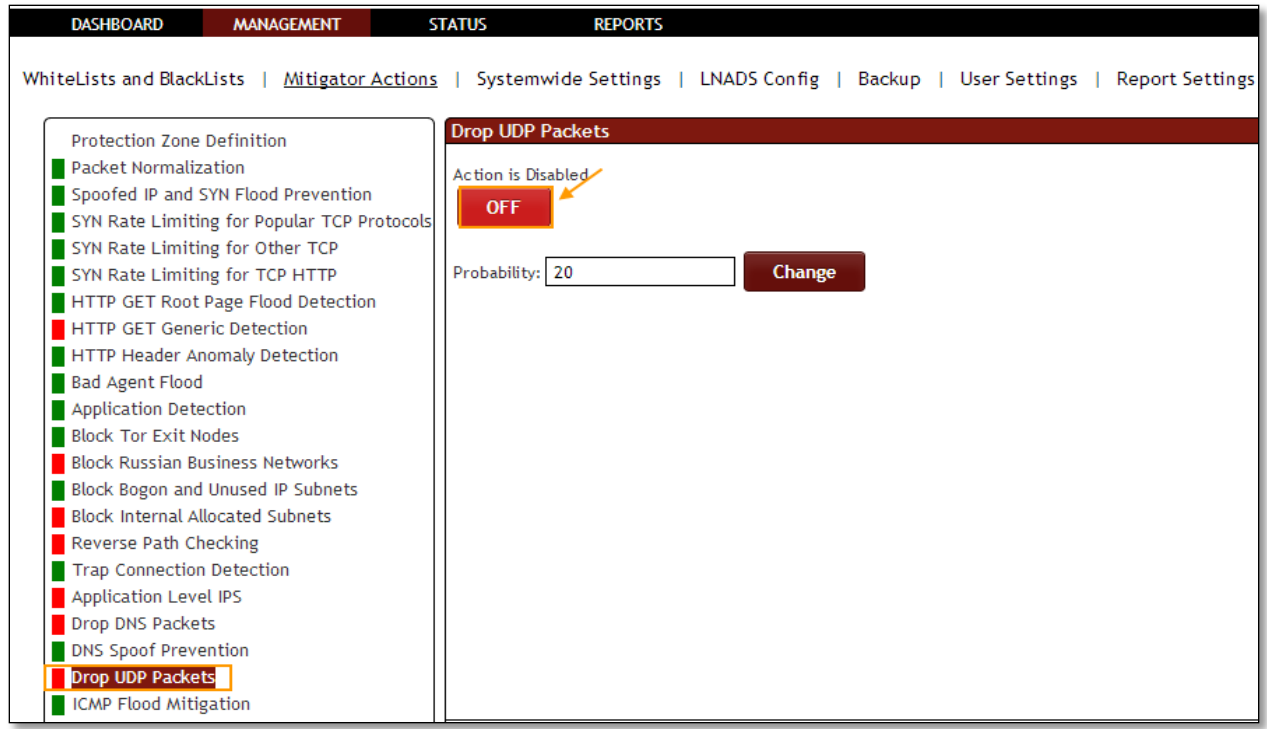 DASHBOARD MANAGEMENT STATUS REPORTS
WhiteLists and BlackLists | Mitigator Actions | Systemwide Settings | LNADS Config | Backup | User Settings | Report Settings
Protection Zone Definition
Packet Normalization
Spoofed IP and SYN Flood Prevention
SYN Rate Limiting for Popular TCP Protocols
SYN Rate Limiting for Other TCP
SYN Rate Limiting for TCP HTTP
HTTP GET Root Page Flood Detection
HTTP GET Generic Detection
HTTP Header Anomaly Detection
Bad Agent Flood
Application Detection
Block Tor Exit Nodes
Block Russian Business Networks
Block Bogon and Unused IP Subnets
Block Internal Allocated Subnets
Reverse Path Checking
Trap Connection Detection
Application Level IPS
Drop DNS Packets
DNS Spoof Prevention
Drop UDP Packets
ICMP Flood Mitigation
Drop UDP Packets
Action is Disabled
OFF
Probability: 20 Change